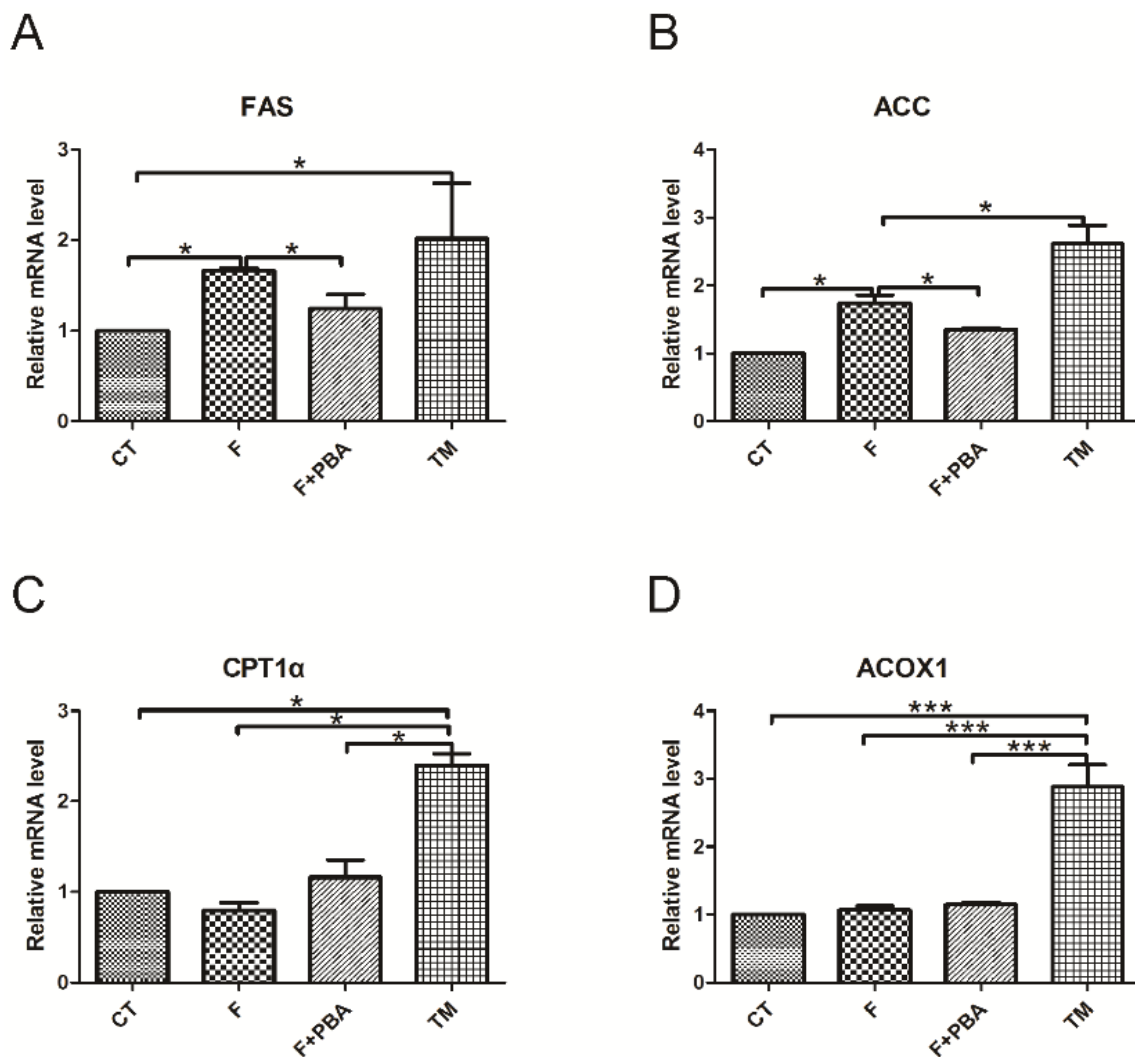 A
FAS
Relative mRNA level
3
2
1
0
*
*
*
CT
F
F+PBA
TM
B
ACC
Relative mRNA level
4
3
2
1
0
*
*
*
CT
F
F+PBA
TM
C
CPT1α
Relative mRNA level
3
2
1
0
*
*
*
CT
F
F+PBA
TM
D
ACOX1
Relative mRNA level
4
3
2
1
0
***
***
***
CT
F
F+PBA
TM